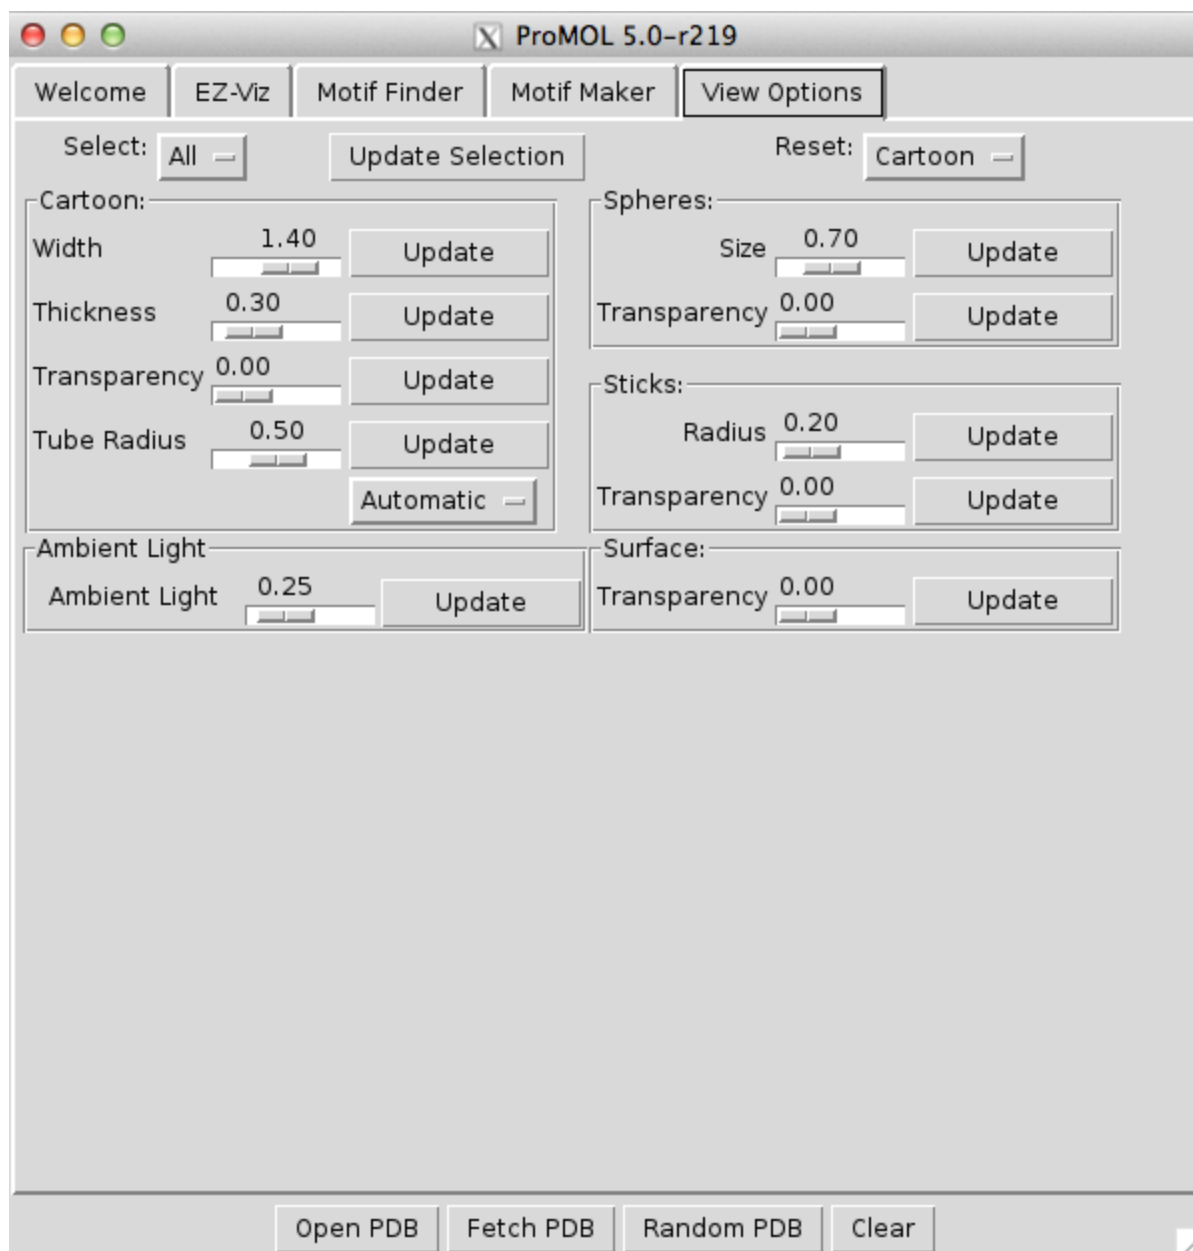 ProMOL 5.0-r219
Welcome EZ-Viz Motif Finder Motif Maker View Options
Select: All Update Selection Reset: Cartoon
Cartoon:
Width 1.40 Update
Thickness 0.30 Update
Transparency 0.00 Update
Tube Radius 0.50 Update
Automatic
Spheres:
Size 0.70 Update
Transparency 0.00 Update
Sticks:
Radius 0.20 Update
Transparency 0.00 Update
Ambient Light
Ambient Light 0.25 Update
Surface:
Transparency 0.00 Update
Open PDB Fetch PDB Random PDB Clear